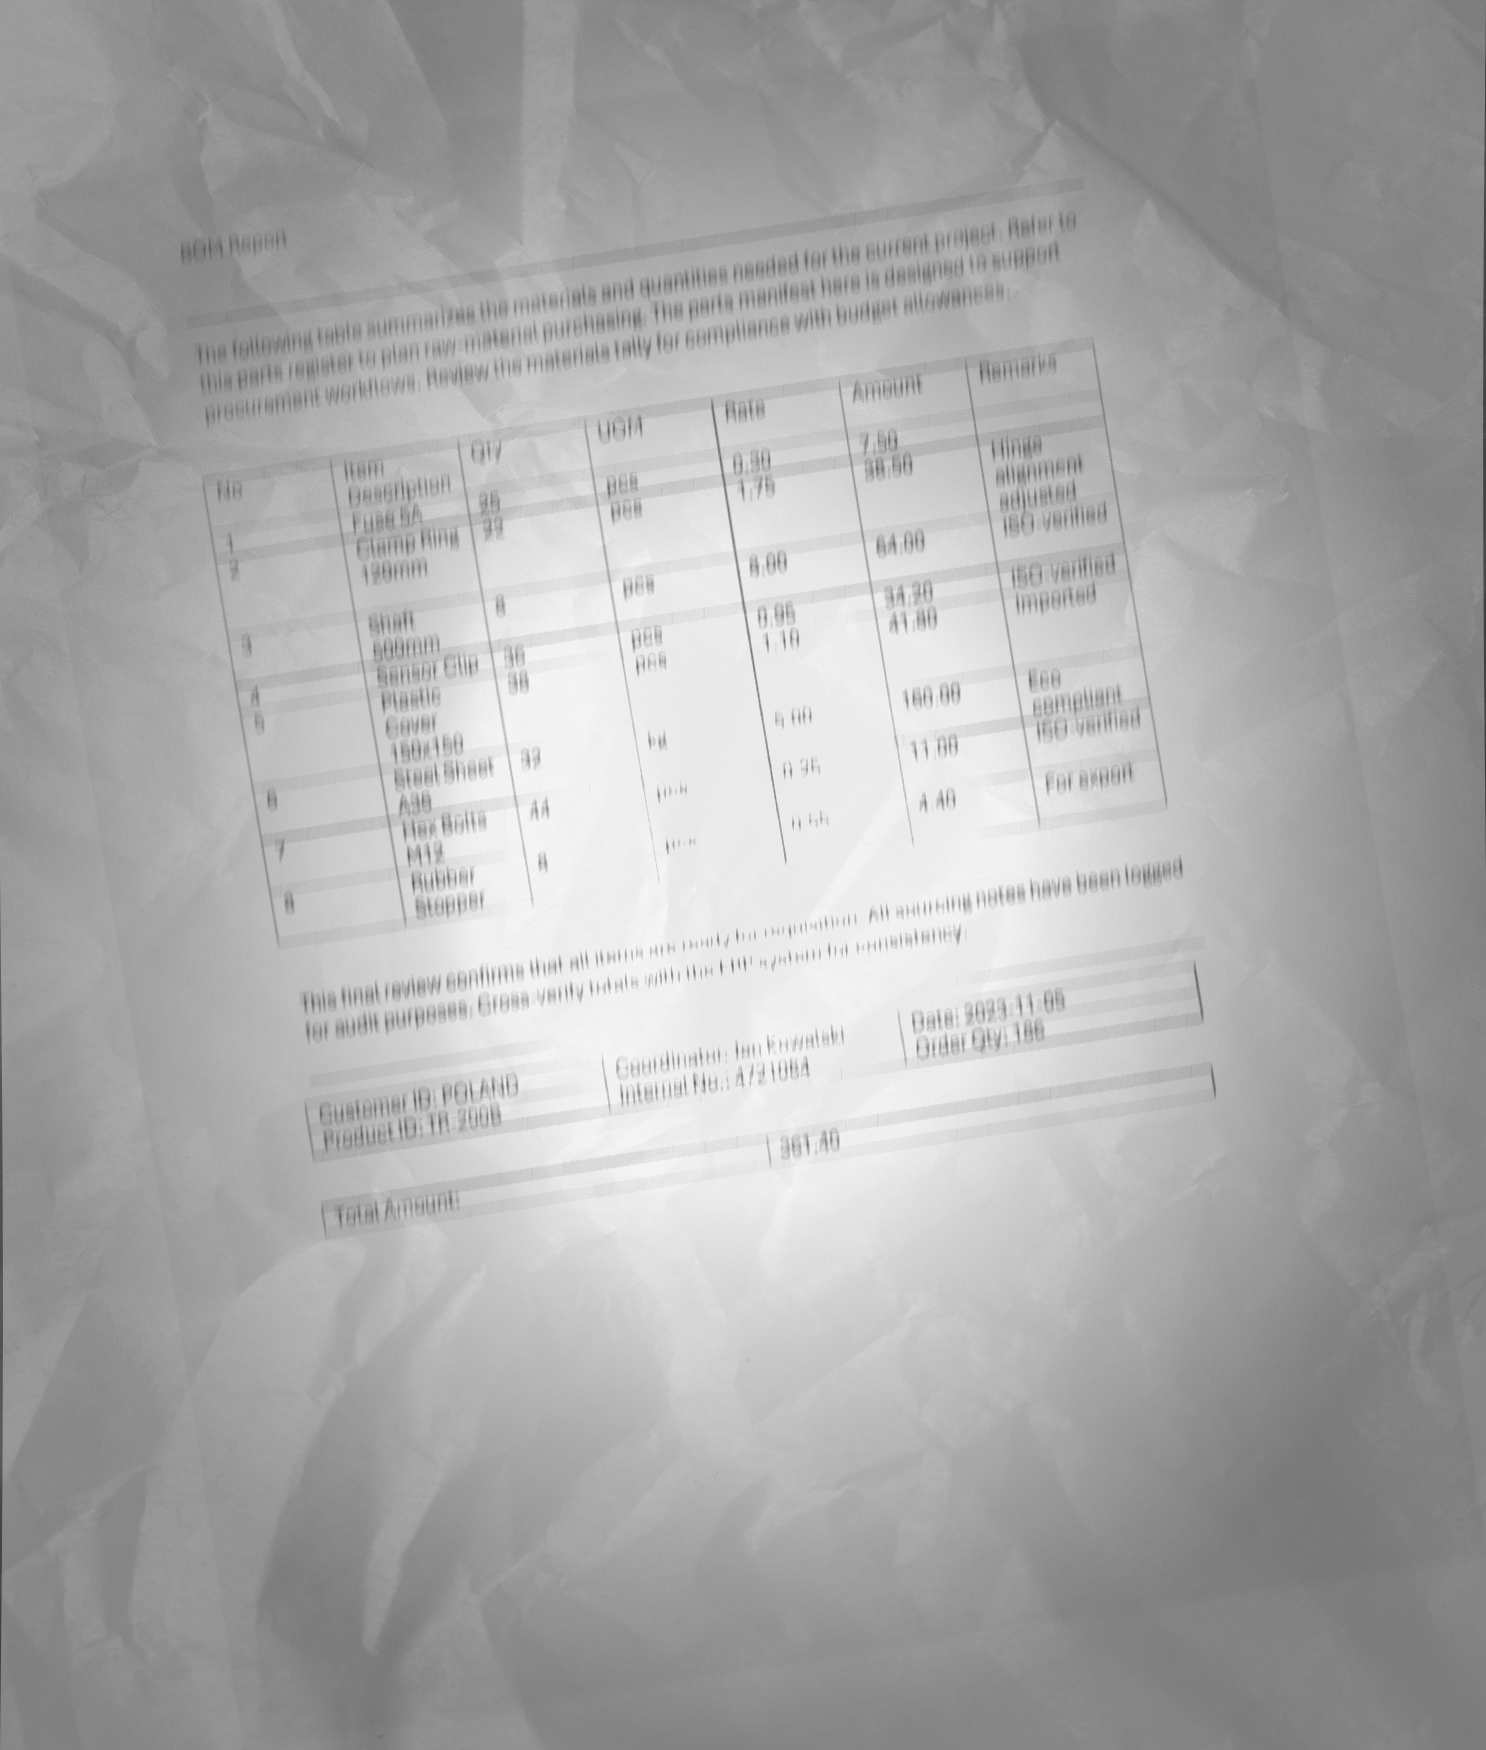 BOM Report
The following table summarizes the materials and quantities needed for the current project. Refer to
this parts register to plan raw-material purchasing. The parts manifest here is designed to support
procurement workflows. Review the materials tally for compliance with budget allowances.
No Item Description Qty UOM Rate Amount Remarks
1 Fuse 5A 25 pcs 0.30 7.50
2 Clamp Ring 120mm 22 pcs 1.75 38.50 Hinge alignment adjusted
3 Shaft 500mm 8 pcs 8.00 64.00 ISO-verified
4 Sensor Clip 36 pcs 0.95 34.20 ISO-verified
5 Plastic Cover 150x150 38 pcs 1.10 41.80 Imported
6 Steel Sheet A36 32 kg 5.00 160.00 Eco compliant
7 Hex Bolts M12 44 pcs 0.25 11.00 ISO-verified
8 Rubber Stopper 8 pcs 0.55 4.40 For export
This final review confirms that all items are ready for requisition. All sourcing notes have been logged
for audit purposes. Cross-verify totals with the ERP system for consistency.
Customer ID: POLAND Coordinator: Jan Kowalski Date: 2023-11-05
Product ID: TR-200B Internal No.: Order Qty:
Total Amount: 361.40